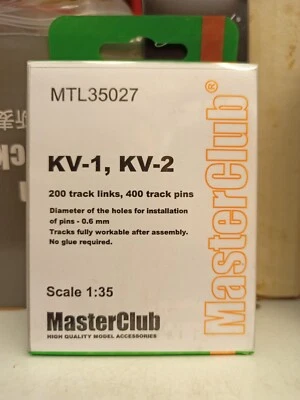 MTL35027
KV-1, KV-2
200 track links, 400 track pins
Diameter of the holes for installation
of pins - 0.6 mm
Tracks fully workable after assembly.
No glue required.
Scale 1:35
MasterClub
HIGH QUALITY MODEL ACCESSORIES
MasterClub®